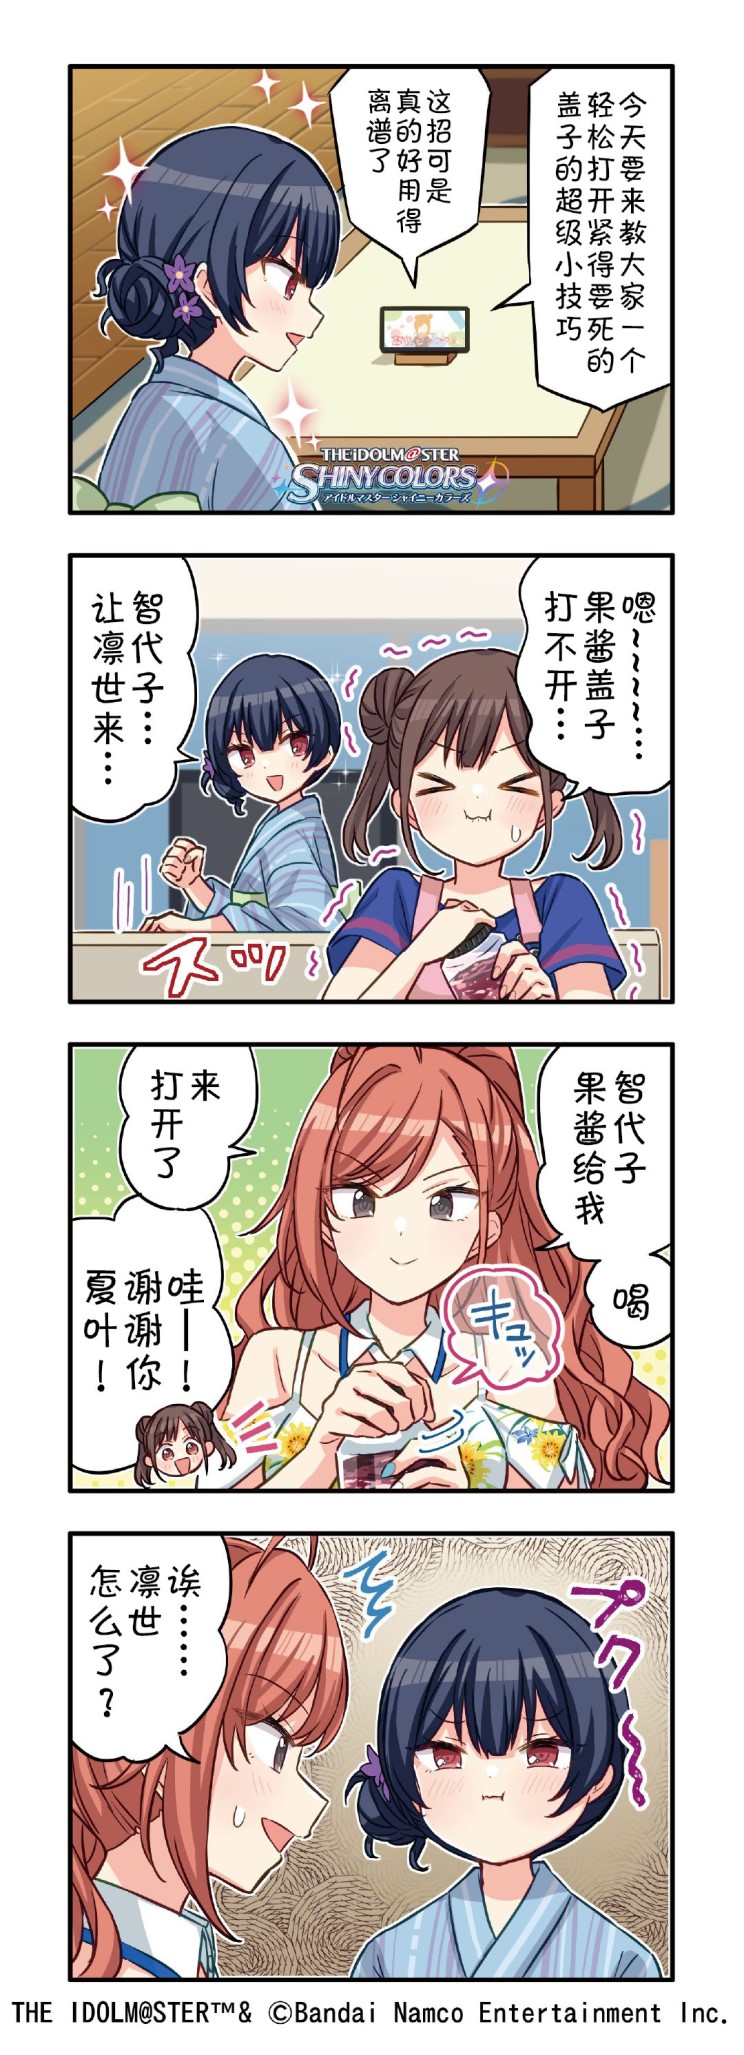 今天要来教大家一个
轻松打开紧得要死的
盖子的超级小技巧
这招可是
真的好用得
离谱了
THE iDOLM@STER
SHINY COLORS
アイドルマスター シャイニーカラーズ
嗯~~~~~…
果酱盖子
打不开…
智代子…
让凛世来…
スッ
智代子
果酱给我
喝
キュッ
来
打开了
哇——！
谢谢你
夏叶！
プク~~
诶……
凛世
怎么了？
THE IDOLM@STER™& ©Bandai Namco Entertainment Inc.